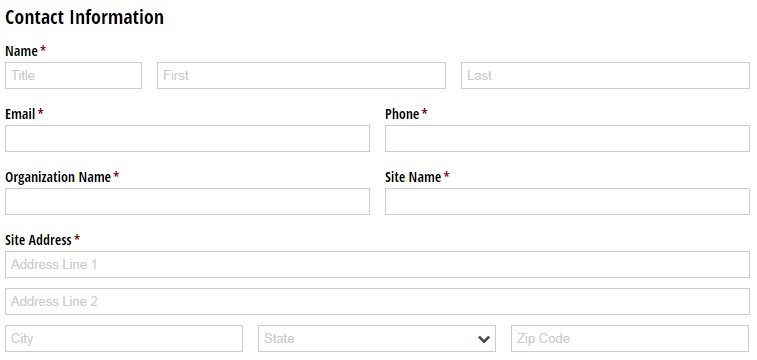 Contact Information
Name *
Title First Last
Email * Phone *
Organization Name * Site Name *
Site Address *
Address Line 1
Address Line 2
City State Zip Code